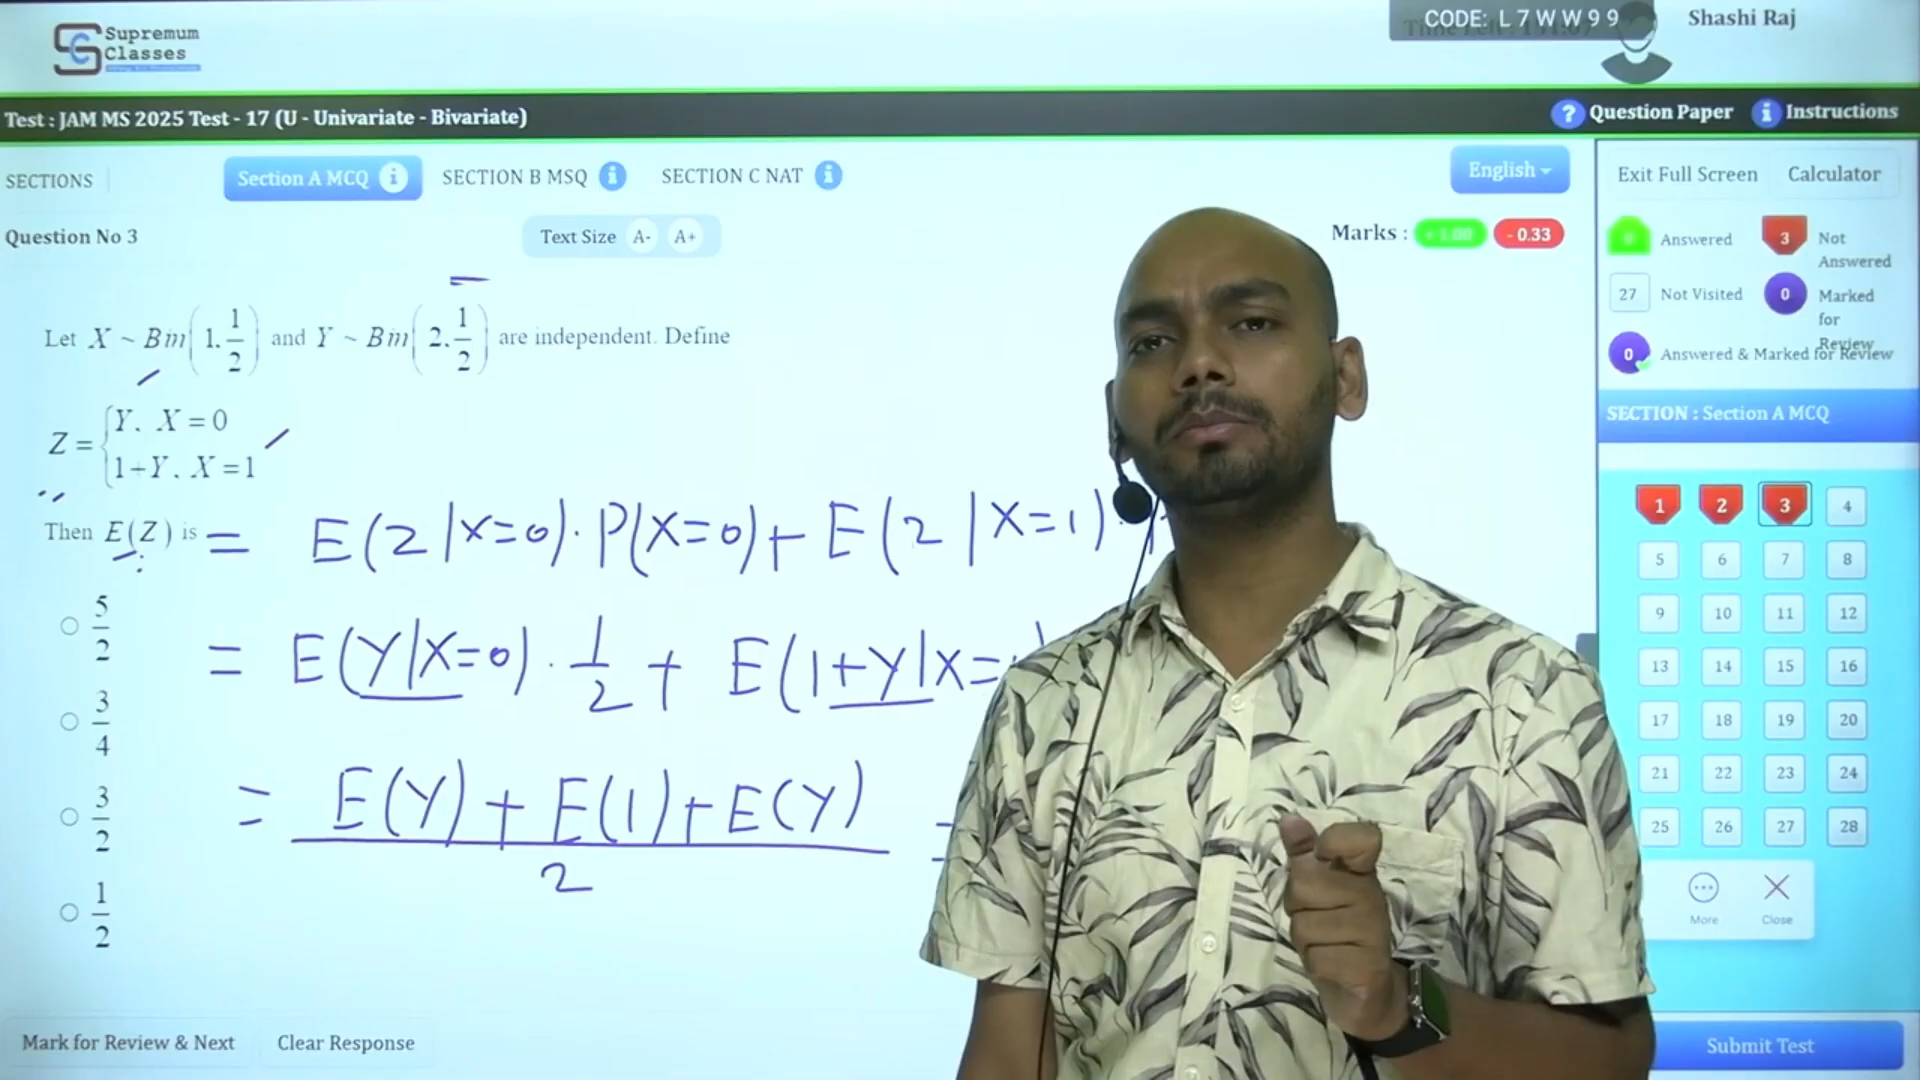 Supremum
Classes
CODE: L7WW99
Shashi Raj
Test : JAM MS 2025 Test - 17 (U - Univariate - Bivariate)
? Question Paper i Instructions
SECTIONS
Section A MCQ i
SECTION B MSQ i
SECTION C NAT i
English
Exit Full Screen
Calculator
Question No 3
Text Size A- A+
Marks : - 0.33
Answered
3 Not Answered
27 Not Visited
0 Marked for Review
0 Answered & Marked for Review
Let X ~ Bin(1, 1/2) and Y ~ Bin(2, 1/2) are independent. Define
Z = { Y, X = 0
1+Y, X = 1
Then E(Z) is = E(2|X=0)· P(X=0)+ E(2|X=1)·
= E(Y|X=0)· 1/2 + E(1+Y|X=
= E(Y)+E(1)+E(Y) / 2 =
5/2
3/4
3/2
1/2
SECTION : Section A MCQ
1 2 3 4
5 6 7 8
9 10 11 12
13 14 15 16
17 18 19 20
21 22 23 24
25 26 27 28
More Close
Mark for Review & Next
Clear Response
Submit Test